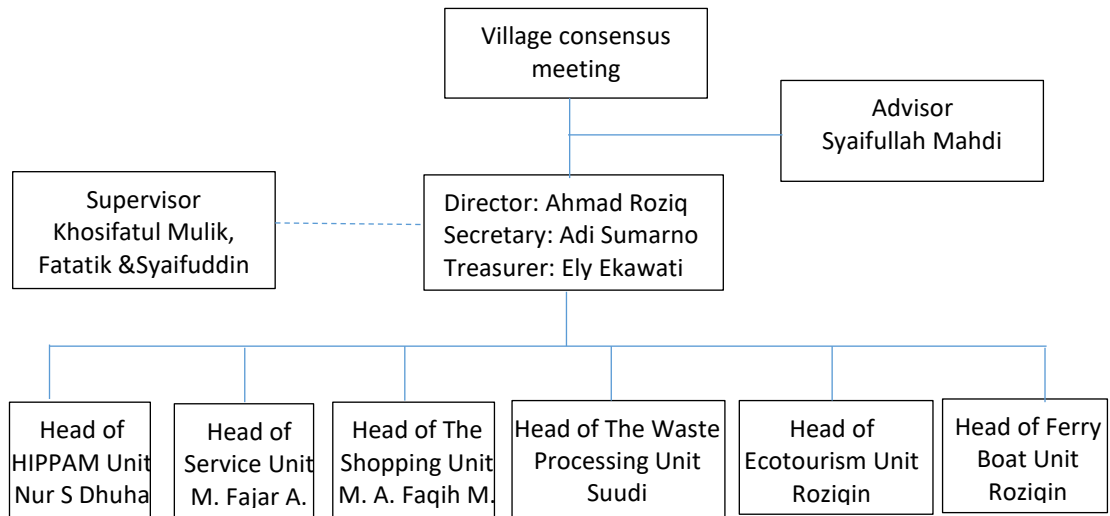 Village consensus
meeting
Advisor
Syaifullah Mahdi
Supervisor
Khosifatul Mulik,
Fatatik &Syaifuddin
Director: Ahmad Roziq
Secretary: Adi Sumarno
Treasurer: Ely Ekawati
Head of
HIPPAM Unit
Nur S Dhuha
Head of
Service Unit
M. Fajar A.
Head of The
Shopping Unit
M. A. Faqih M.
Head of The Waste
Processing Unit
Suudi
Head of
Ecotourism Unit
Roziqin
Head of Ferry
Boat Unit
Roziqin